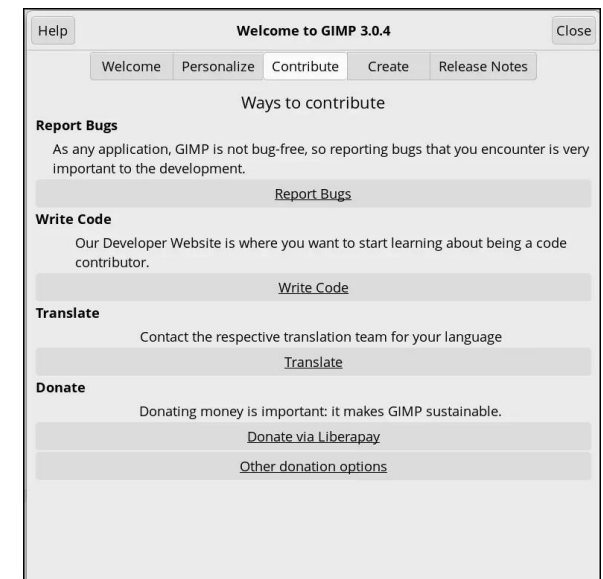 Help Welcome to GIMP 3.0.4 Close
Welcome Personalize Contribute Create Release Notes
Ways to contribute
Report Bugs
As any application, GIMP is not bug-free, so reporting bugs that you encounter is very
important to the development.
Report Bugs
Write Code
Our Developer Website is where you want to start learning about being a code
contributor.
Write Code
Translate
Contact the respective translation team for your language
Translate
Donate
Donating money is important: it makes GIMP sustainable.
Donate via Liberapay
Other donation options